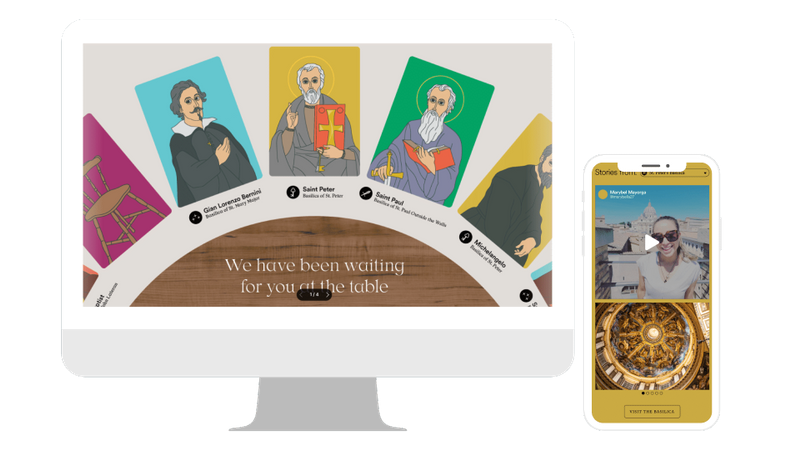 Gian Lorenzo Bernini
Basilica of St. Mary Major
Saint Peter
Basilica of St. Peter
Saint Paul
Basilica of St. Paul Outside the Walls
Michelangelo
Basilica of St. Peter
We have been waiting
for you at the table
1/4
Stories from:
VISIT THE BASILICA